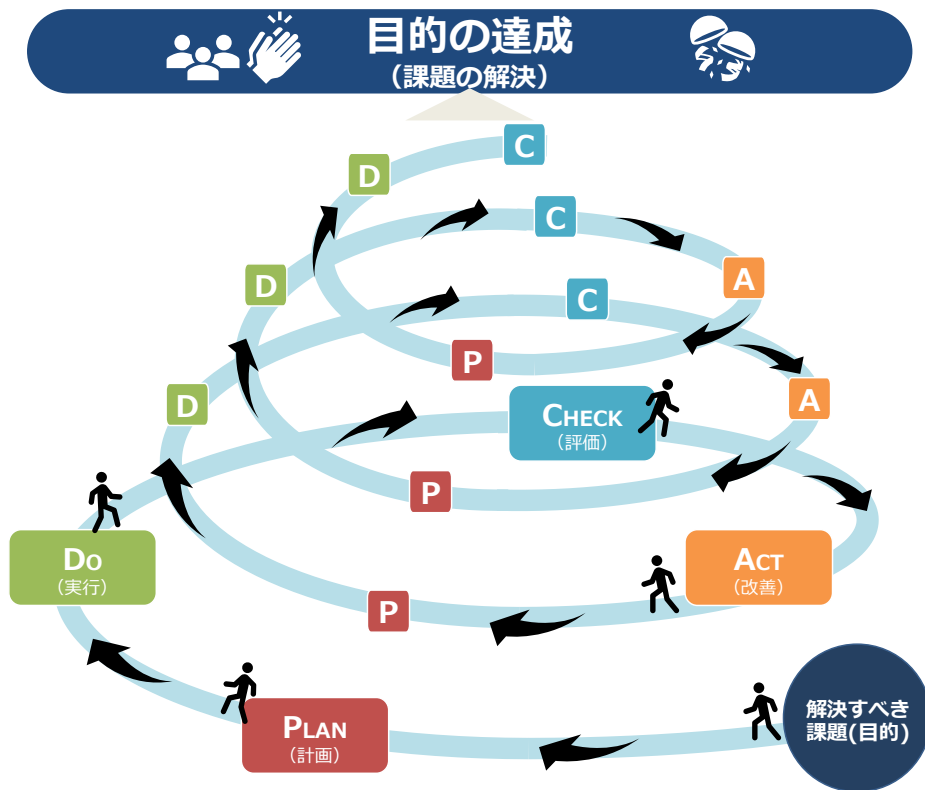 目的の達成
（課題の解決）
C
D
C
A
D
C
P
A
D
CHECK
（評価）
P
DO
（実行）
ACT
（改善）
P
解決すべき
課題(目的)
PLAN
（計画）